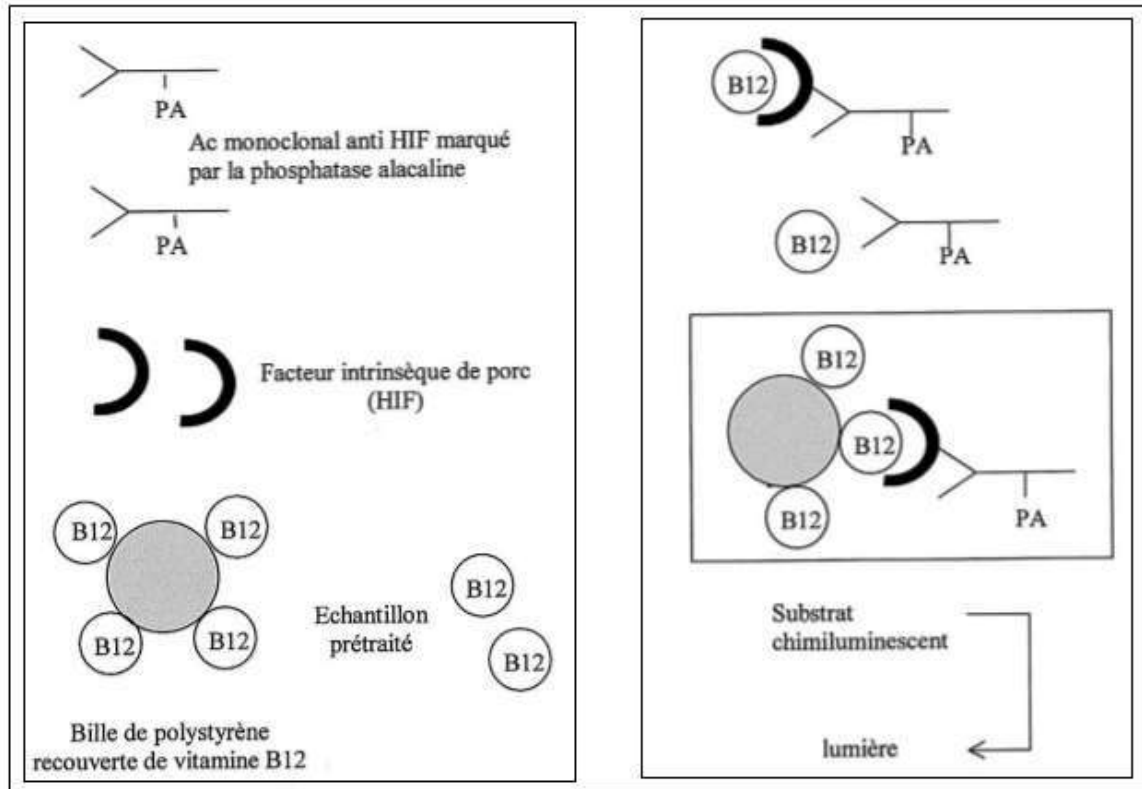 PA
Ac monoclonal anti HIF marqué
par la phosphatase alacaline
PA
Facteur intrinsèque de porc
(HIF)
B12
B12
B12
B12
Echantillon
prétraité
B12
B12
Bille de polystyrène
recouverte de vitamine B12
B12
PA
B12
PA
B12
B12
B12
PA
Substrat
chimiluminescent
lumière